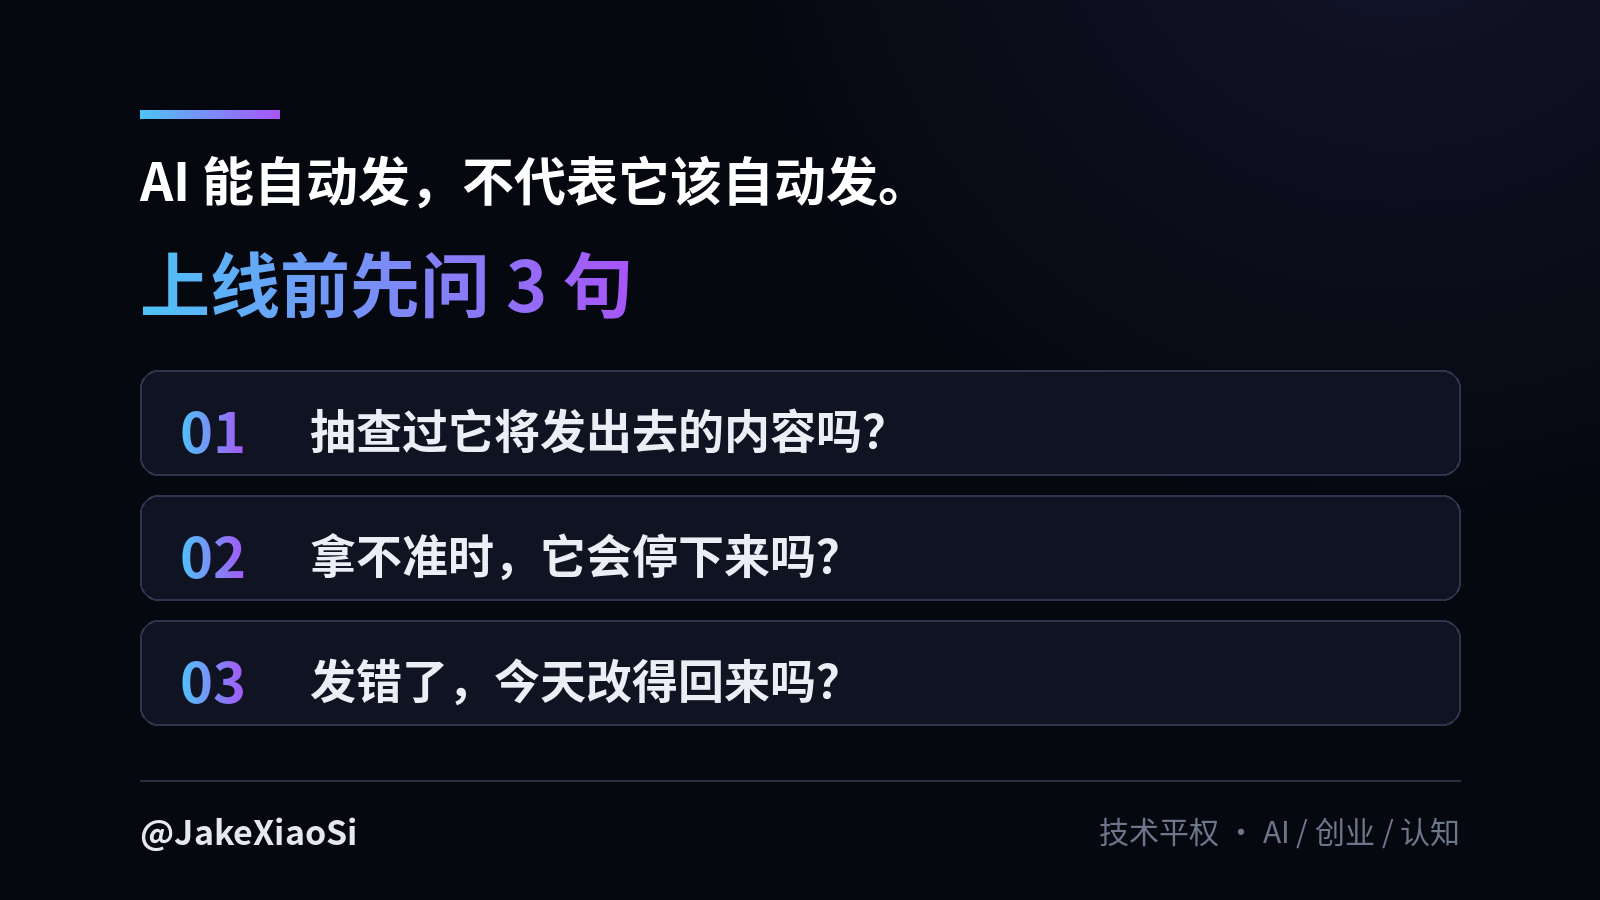 AI 能自动发，不代表它该自动发。
上线前先问 3 句
01 抽查过它将发出去的内容吗？
02 拿不准时，它会停下来吗？
03 发错了，今天改得回来吗？
@JakeXiaoSi
技术平权 · AI / 创业 / 认知